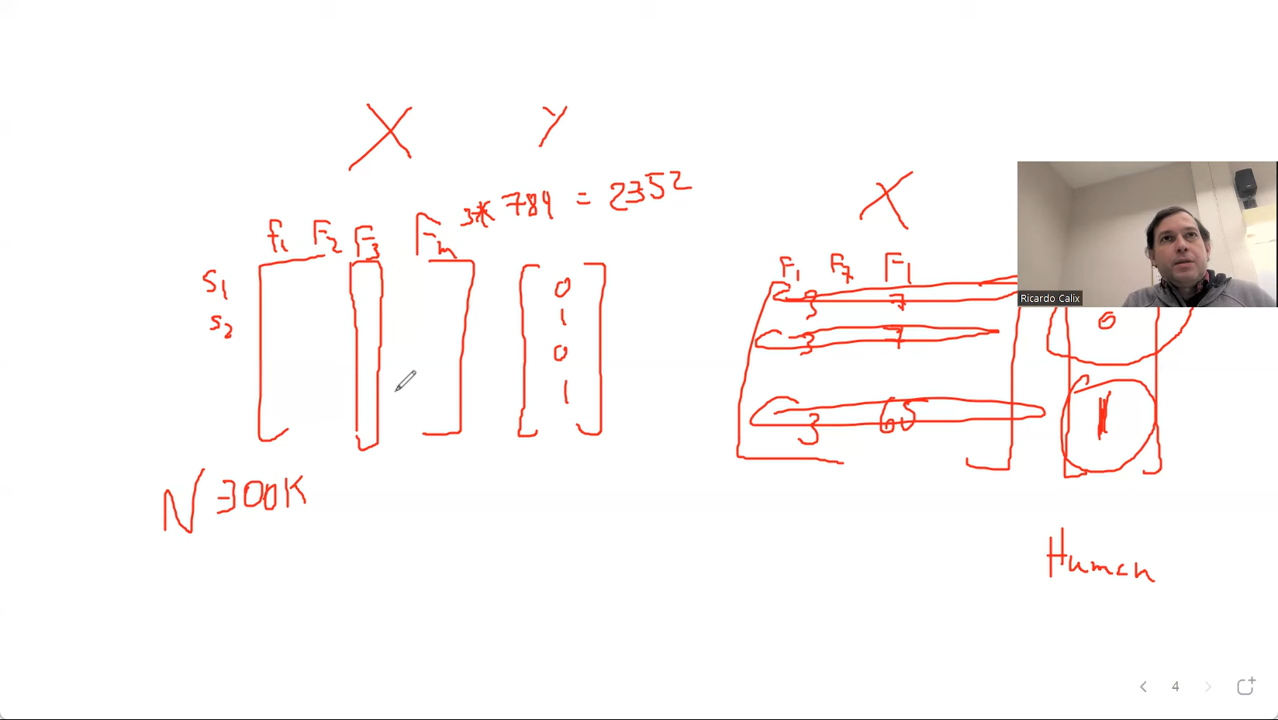 X Y
3* 784 = 2352
f1 F2 F3 Fm
S1
S2
0
1
0
1
N 300K
X
F1 F7 F1
3 7
3 7
3 65
0
1
Human
Ricardo Calix
4